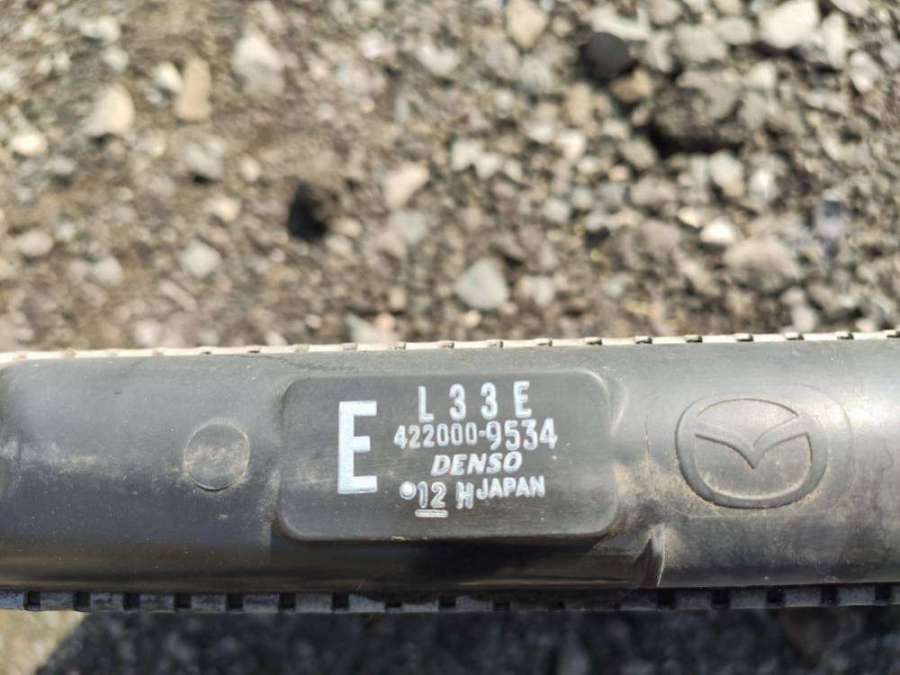 E
L33E
422000-9534
DENSO
12 H JAPAN